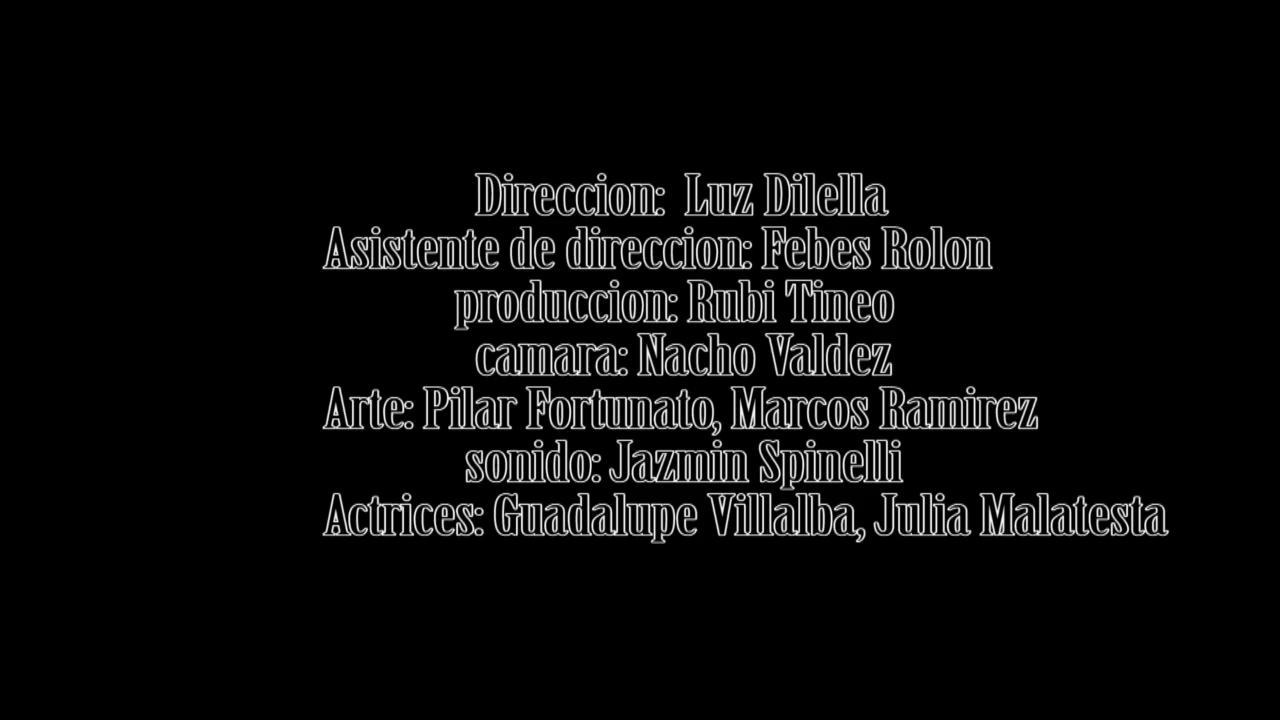 Direccion: Luz Dilella
Asistente de direccion: Febes Rolon
produccion: Rubi Tineo
camara: Nacho Valdez
Arte: Pilar Fortunato, Marcos Ramirez
sonido: Jazmin Spinelli
Actrices: Guadalupe Villalba, Julia Malatesta